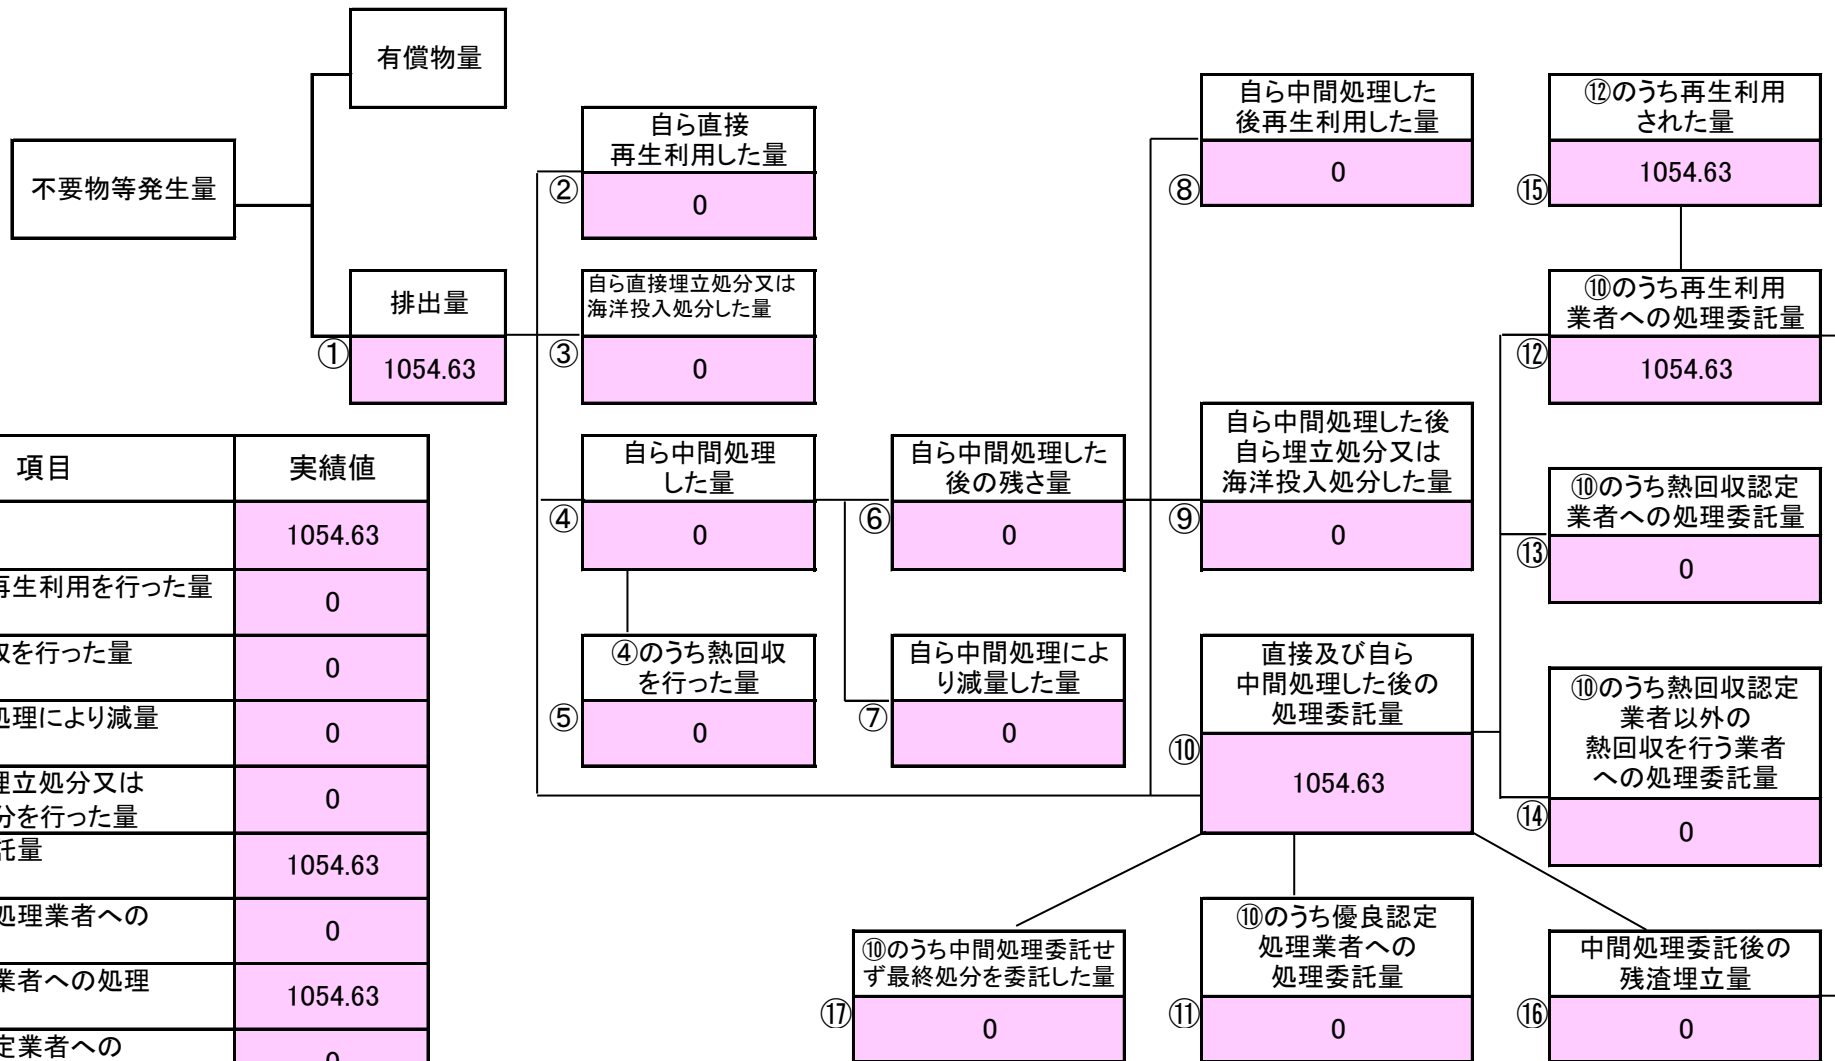 有償物量
不要物等発生量
排出量
①
1054.63
自ら直接
再生利用した量
②
0
自ら直接埋立処分又は
海洋投入処分した量
③
0
自ら中間処理
した量
④
0
④のうち熱回収
を行った量
⑤
0
自ら中間処理した
後の残さ量
⑥
0
自ら中間処理によ
り減量した量
⑦
0
自ら中間処理した
後再生利用した量
⑧
0
自ら中間処理した後
自ら埋立処分又は
海洋投入処分した量
⑨
0
直接及び自ら
中間処理した後の
処理委託量
⑩
1054.63
⑫のうち再生利用
された量
⑮
1054.63
⑩のうち再生利用
業者への処理委託量
⑫
1054.63
⑩のうち熱回収認定
業者への処理委託量
⑬
0
⑩のうち熱回収認定
業者以外の
熱回収を行う業者
への処理委託量
⑭
0
⑩のうち中間処理委託せ
ず最終処分を委託した量
⑰
0
⑩のうち優良認定
処理業者への
処理委託量
⑪
0
中間処理委託後の
残渣埋立量
⑯
0
項目 実績値
1054.63
再生利用を行った量 0
を行った量 0
処理により減量 0
埋立処分又は
分を行った量 0
託量 1054.63
処理業者への 0
業者への処理 1054.63
定業者への 0